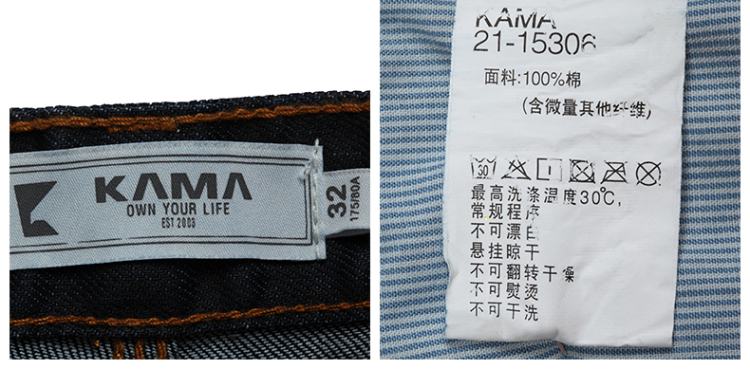 KAMA
OWN YOUR LIFE
EST 2003
32
175/80A
KAMA
21-15306
面料:100%棉
(含微量其他纤维)
30
最高洗涤温度30℃,
常规程序
不可漂白
悬挂晾干
不可翻转干燥
不可熨烫
不可干洗